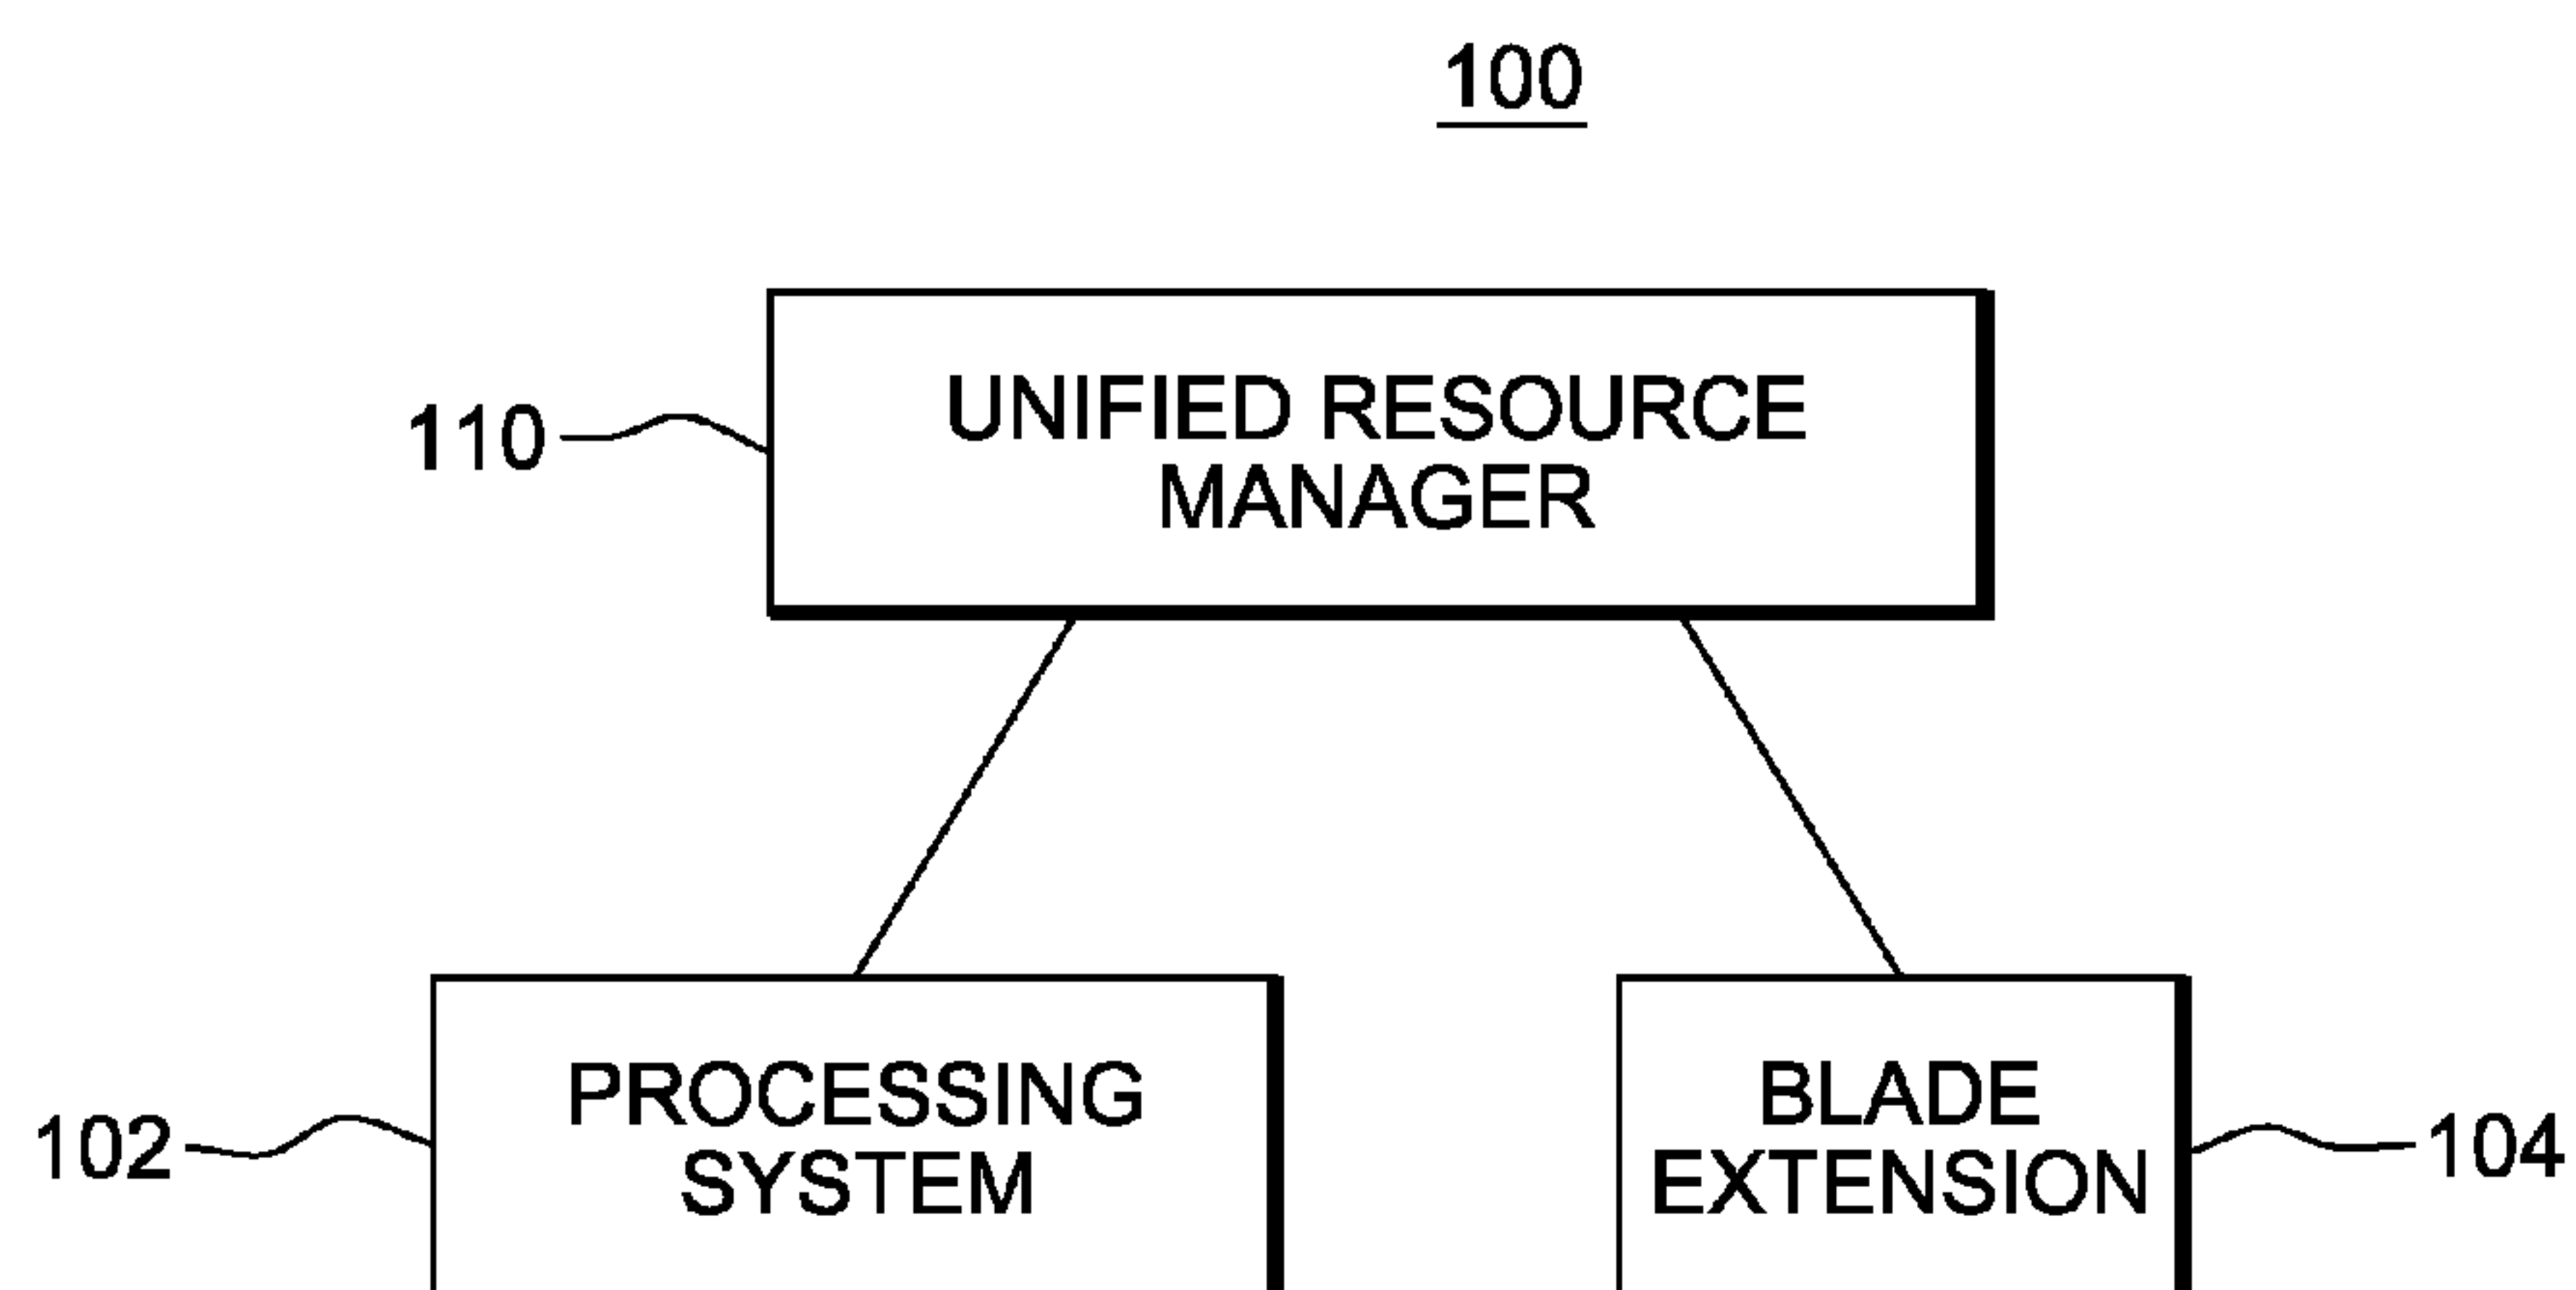 100
110
UNIFIED RESOURCE
MANAGER
102
PROCESSING
SYSTEM
BLADE
EXTENSION
104